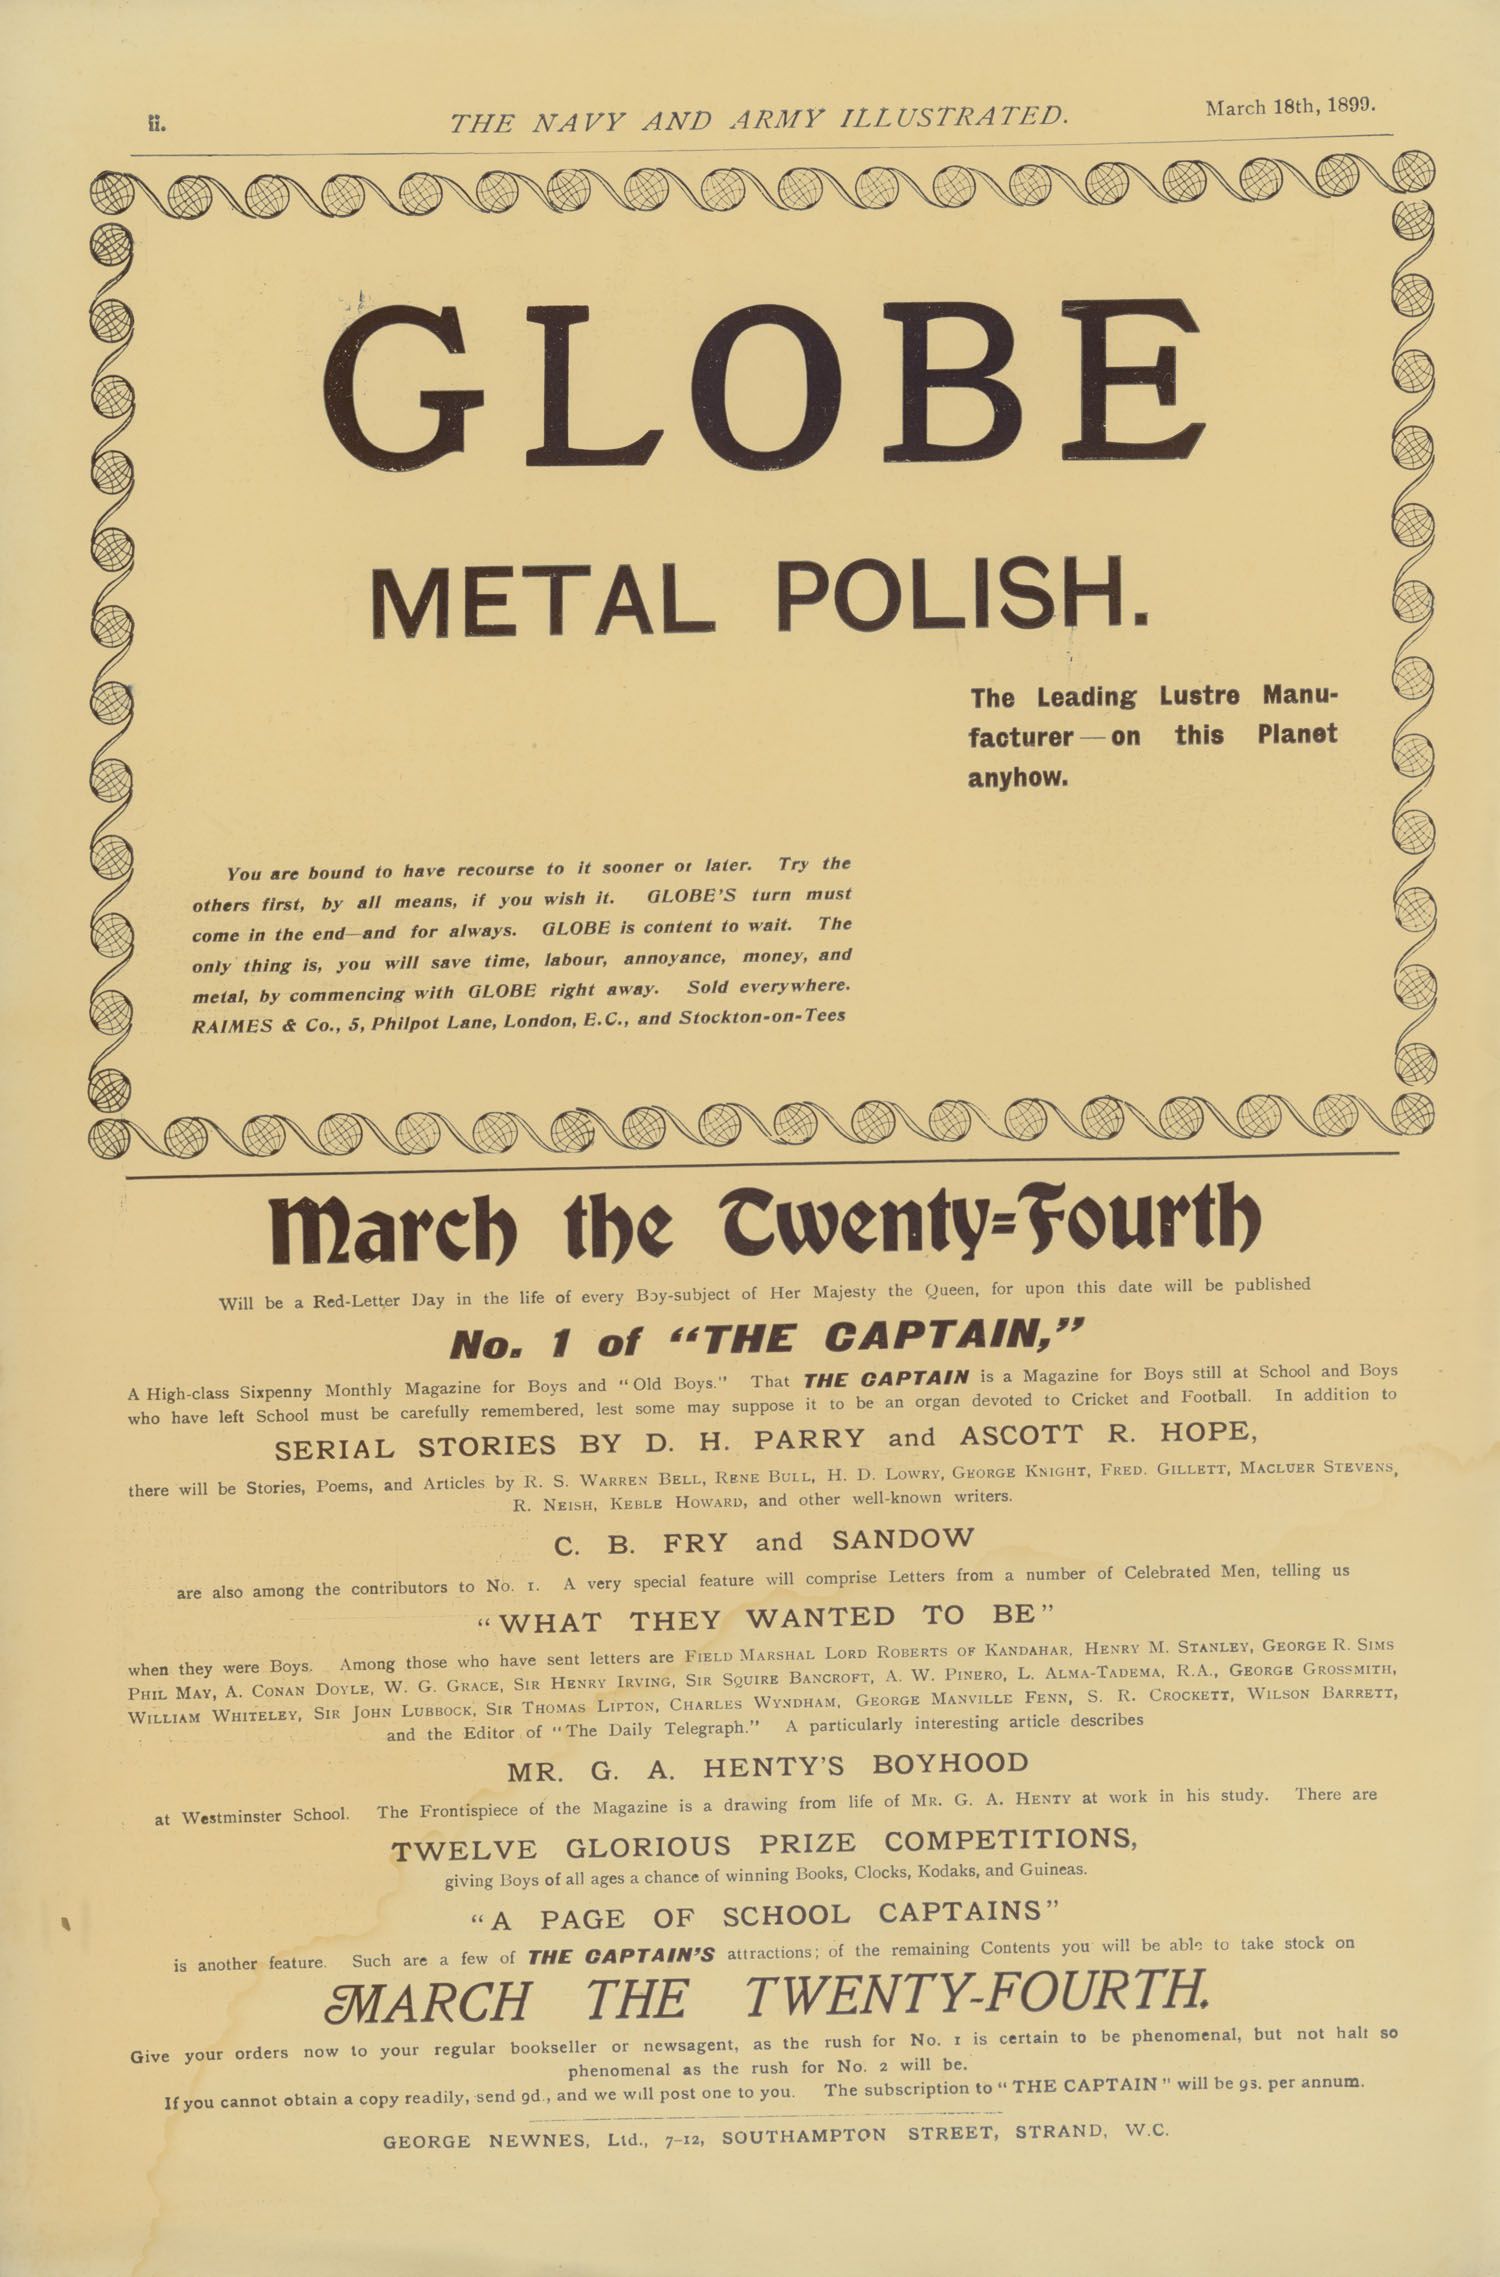 ii.
THE NAVY AND ARMY ILLUSTRATED.
March 18th, 1899.
GLOBE
METAL POLISH.
The Leading Lustre Manu-
facturer—on this Planet
anyhow.
You are bound to have recourse to it sooner or later. Try the
others first, by all means, if you wish it. GLOBE'S turn must
come in the end—and for always. GLOBE is content to wait. The
only thing is, you will save time, labour, annoyance, money, and
metal, by commencing with GLOBE right away. Sold everywhere.
RAIMES & Co., 5, Philpot Lane, London, E.C., and Stockton-on-Tees
March the Twenty=Fourth
Will be a Red-Letter Day in the life of every Boy-subject of Her Majesty the Queen, for upon this date will be published
No. 1 of "THE CAPTAIN,"
A High-class Sixpenny Monthly Magazine for Boys and "Old Boys." That THE CAPTAIN is a Magazine for Boys still at School and Boys
who have left School must be carefully remembered, lest some may suppose it to be an organ devoted to Cricket and Football. In addition to
SERIAL STORIES BY D. H. PARRY and ASCOTT R. HOPE,
there will be Stories, Poems, and Articles by R. S. WARREN BELL, RENE BULL, H. D. LOWRY, GEORGE KNIGHT, FRED. GILLETT, MACLUER STEVENS,
R. NEISH, KEBLE HOWARD, and other well-known writers.
C. B. FRY and SANDOW
are also among the contributors to No. 1. A very special feature will comprise Letters from a number of Celebrated Men, telling us
"WHAT THEY WANTED TO BE"
when they were Boys. Among those who have sent letters are FIELD MARSHAL LORD ROBERTS OF KANDAHAR, HENRY M. STANLEY, GEORGE R. SIMS
PHIL MAY, A. CONAN DOYLE, W. G. GRACE, SIR HENRY IRVING, SIR SQUIRE BANCROFT, A. W. PINERO, L. ALMA-TADEMA, R.A., GEORGE GROSSMITH,
WILLIAM WHITELEY, SIR JOHN LUBBOCK, SIR THOMAS LIPTON, CHARLES WYNDHAM, GEORGE MANVILLE FENN, S. R. CROCKETT, WILSON BARRETT,
and the Editor of "The Daily Telegraph." A particularly interesting article describes
MR. G. A. HENTY'S BOYHOOD
at Westminster School. The Frontispiece of the Magazine is a drawing from life of MR. G. A. HENTY at work in his study. There are
TWELVE GLORIOUS PRIZE COMPETITIONS,
giving Boys of all ages a chance of winning Books, Clocks, Kodaks, and Guineas.
"A PAGE OF SCHOOL CAPTAINS"
is another feature. Such are a few of THE CAPTAIN'S attractions; of the remaining Contents you will be able to take stock on
MARCH THE TWENTY-FOURTH.
Give your orders now to your regular bookseller or newsagent, as the rush for No. 1 is certain to be phenomenal, but not half so
phenomenal as the rush for No. 2 will be.
If you cannot obtain a copy readily, send 9d., and we will post one to you. The subscription to "THE CAPTAIN" will be 9s. per annum.
GEORGE NEWNES, Ltd., 7-12, SOUTHAMPTON STREET, STRAND, W.C.